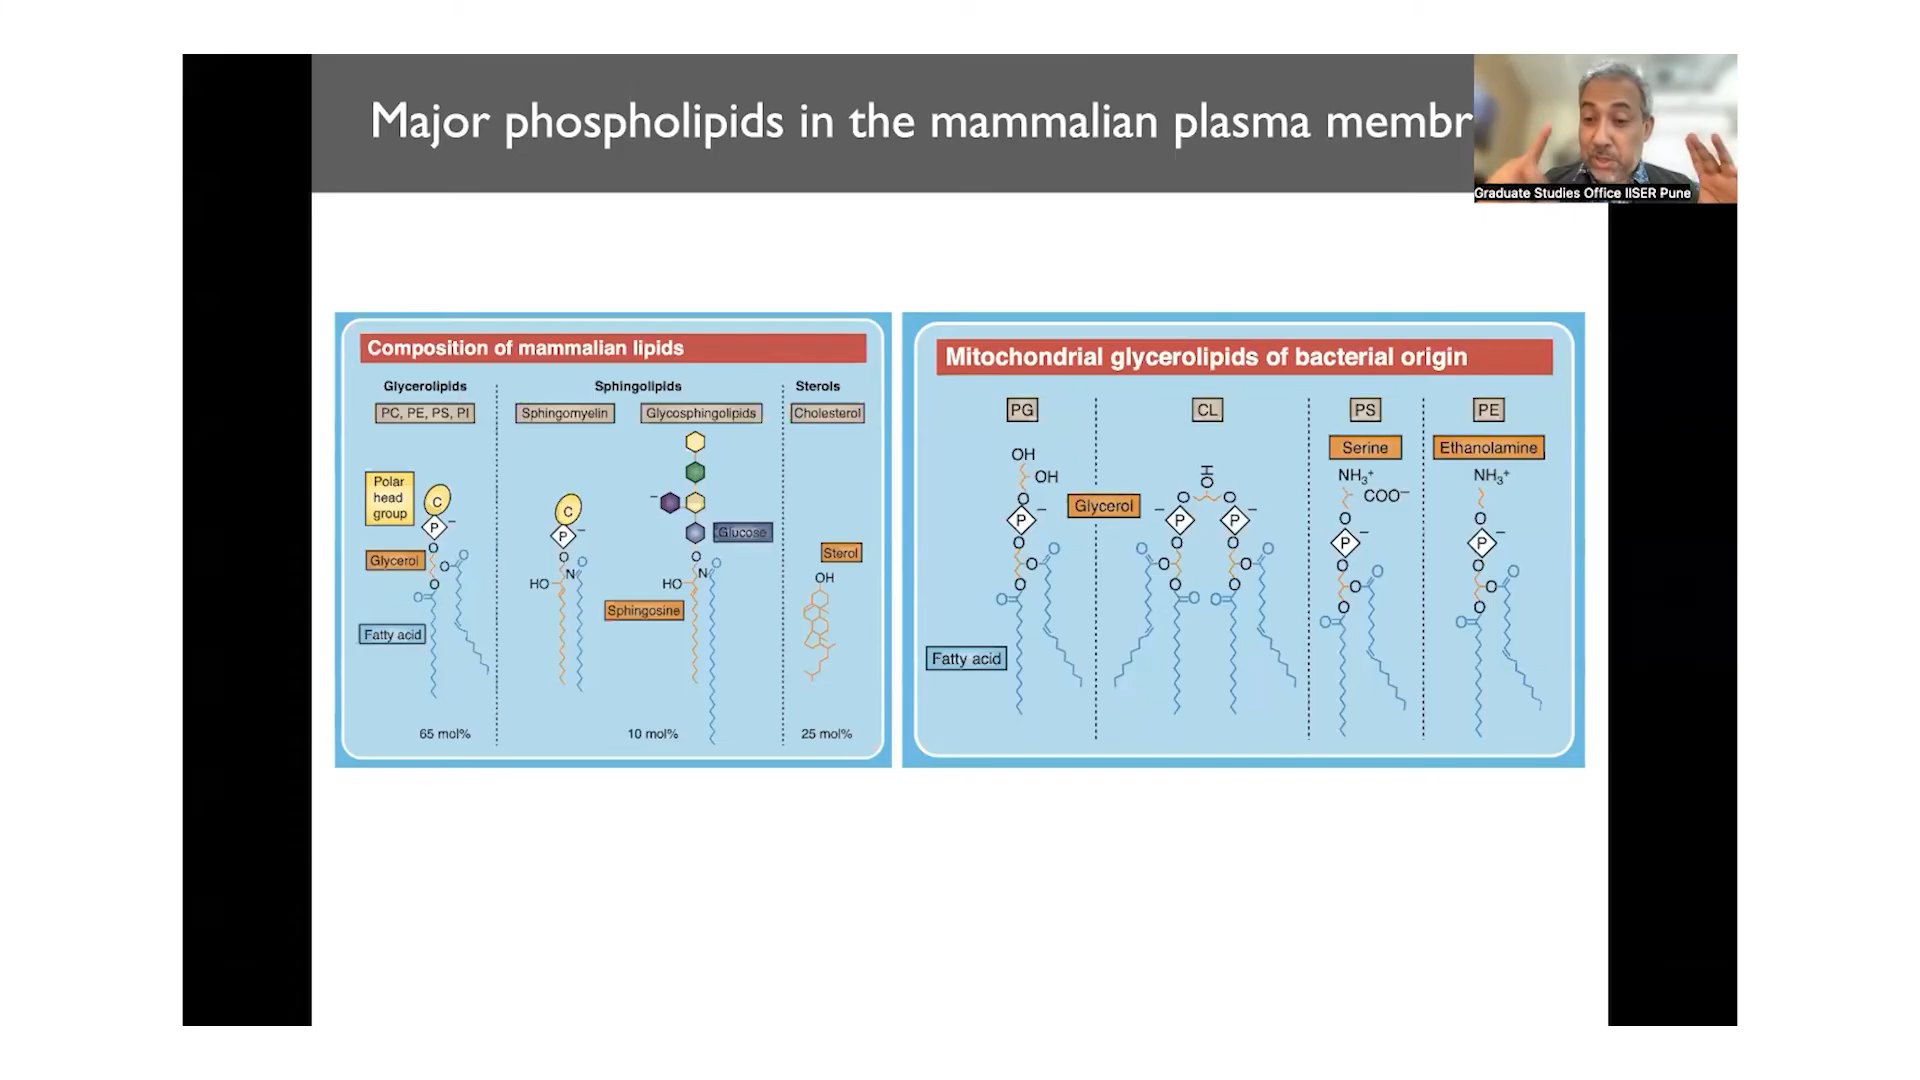 Major phospholipids in the mammalian plasma membr
Graduate Studies Office IISER Pune
Composition of mammalian lipids
Glycerolipids
Sphingolipids
Sterols
PC, PE, PS, PI
Sphingomyelin
Glycosphingolipids
Cholesterol
Polar
head
group
C
P
−
O
Glycerol
O
O
O
O
Fatty acid
65 mol%
C
P
−
O
N
O
HO
−
Glucose
O
N
O
HO
Sphingosine
10 mol%
Sterol
OH
25 mol%
Mitochondrial glycerolipids of bacterial origin
PG
OH
OH
O
P
−
O
O
O
O
O
Fatty acid
CL
Glycerol
HO
O
O
−
P
P
−
O
O
O
O
O
O
O
O
O
O
PS
Serine
NH₃⁺
COO⁻
O
P
−
O
O
O
O
O
PE
Ethanolamine
NH₃⁺
O
P
−
O
O
O
O
O